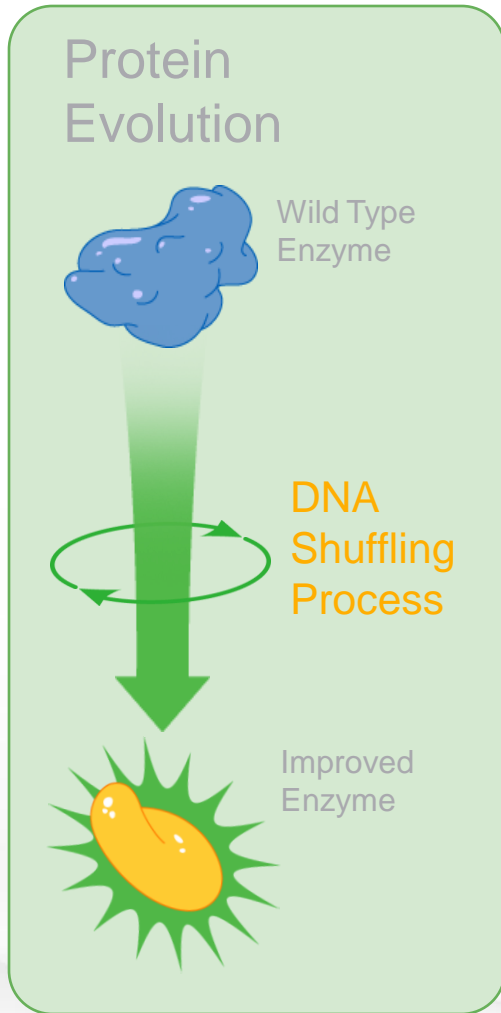 Protein
Evolution
Wild Type
Enzyme
DNA
Shuffling
Process
Improved
Enzyme